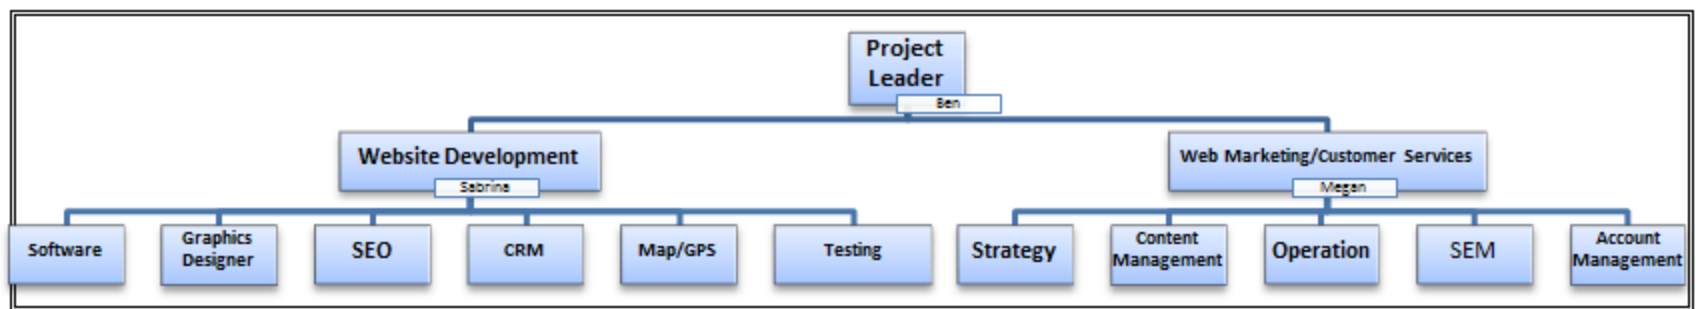 Project
Leader
Ben
Website Development
Sabrina
Web Marketing/Customer Services
Megan
Software
Graphics
Designer
SEO
CRM
Map/GPS
Testing
Strategy
Content
Management
Operation
SEM
Account
Management